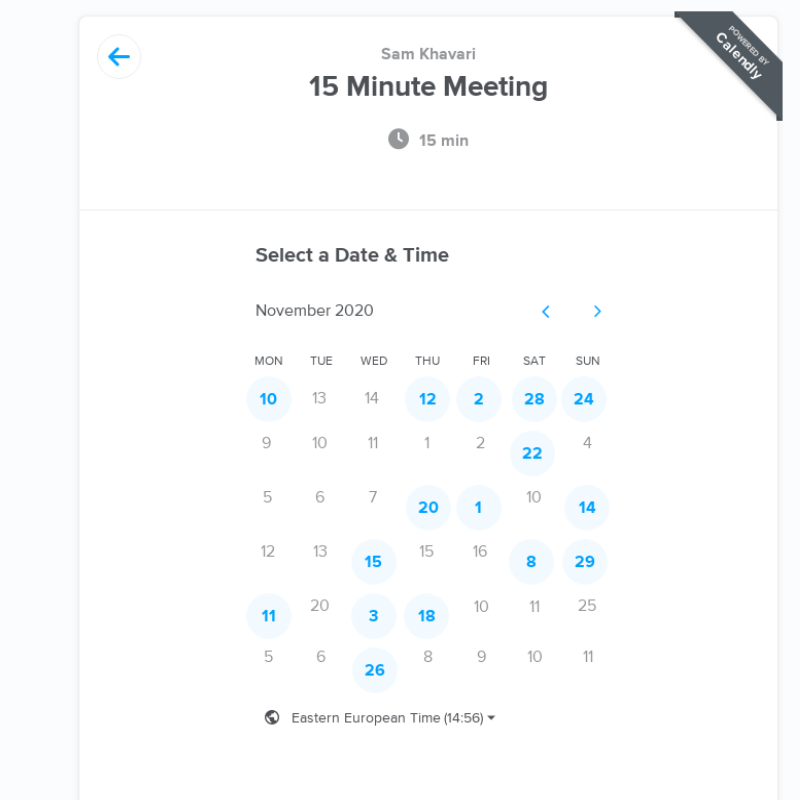 POWERED BY
Calendly
Sam Khavari
15 Minute Meeting
15 min
Select a Date & Time
November 2020
MON TUE WED THU FRI SAT SUN
10 13 14 12 2 28 24
9 10 11 1 2 22 4
5 6 7 20 1 10 14
12 13 15 15 16 8 29
11 20 3 18 10 11 25
5 6 26 8 9 10 11
Eastern European Time (14:56)